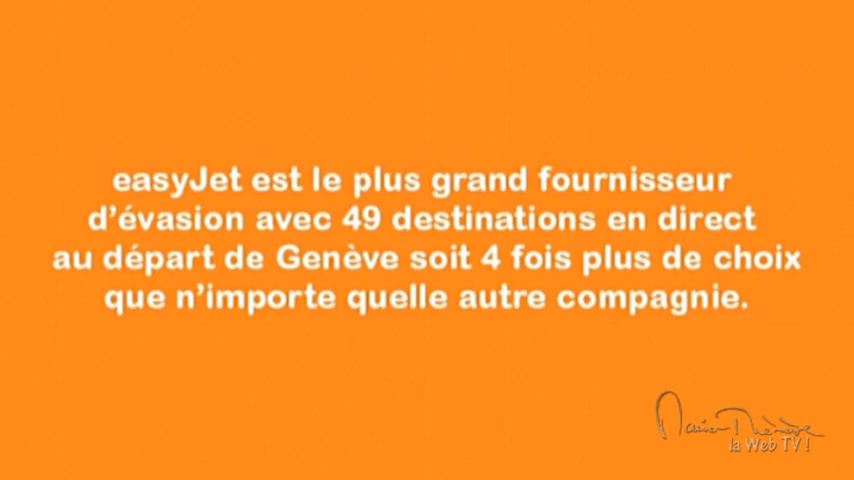 easyJet est le plus grand fournisseur
d’évasion avec 49 destinations en direct
au départ de Genève soit 4 fois plus de choix
que n’importe quelle autre compagnie.
la Web TV !